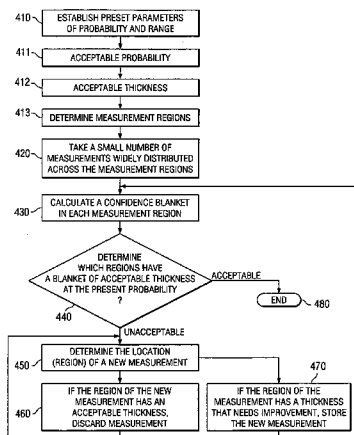 410
ESTABLISH PRESET PARAMETERS
OF PROBABILITY AND RANGE
411
ACCEPTABLE PROBABILITY
412
ACCEPTABLE THICKNESS
413
DETERMINE MEASUREMENT REGIONS
420
TAKE A SMALL NUMBER OF
MEASUREMENTS WIDELY DISTRIBUTED
ACROSS THE MEASUREMENT REGIONS
430
CALCULATE A CONFIDENCE BLANKET
IN EACH MEASUREMENT REGION
DETERMINE
WHICH REGIONS HAVE
A BLANKET OF ACCEPTABLE THICKNESS
AT THE PRESENT PROBABILITY
?
440
ACCEPTABLE
END
480
UNACCEPTABLE
450
DETERMINE THE LOCATION
(REGION) OF A NEW MEASUREMENT
470
460
IF THE REGION OF THE NEW
MEASUREMENT HAS AN
ACCEPTABLE THICKNESS,
DISCARD MEASUREMENT
IF THE REGION OF THE
MEASUREMENT HAS A THICKNESS
THAT NEEDS IMPROVEMENT, STORE
THE NEW MEASUREMENT